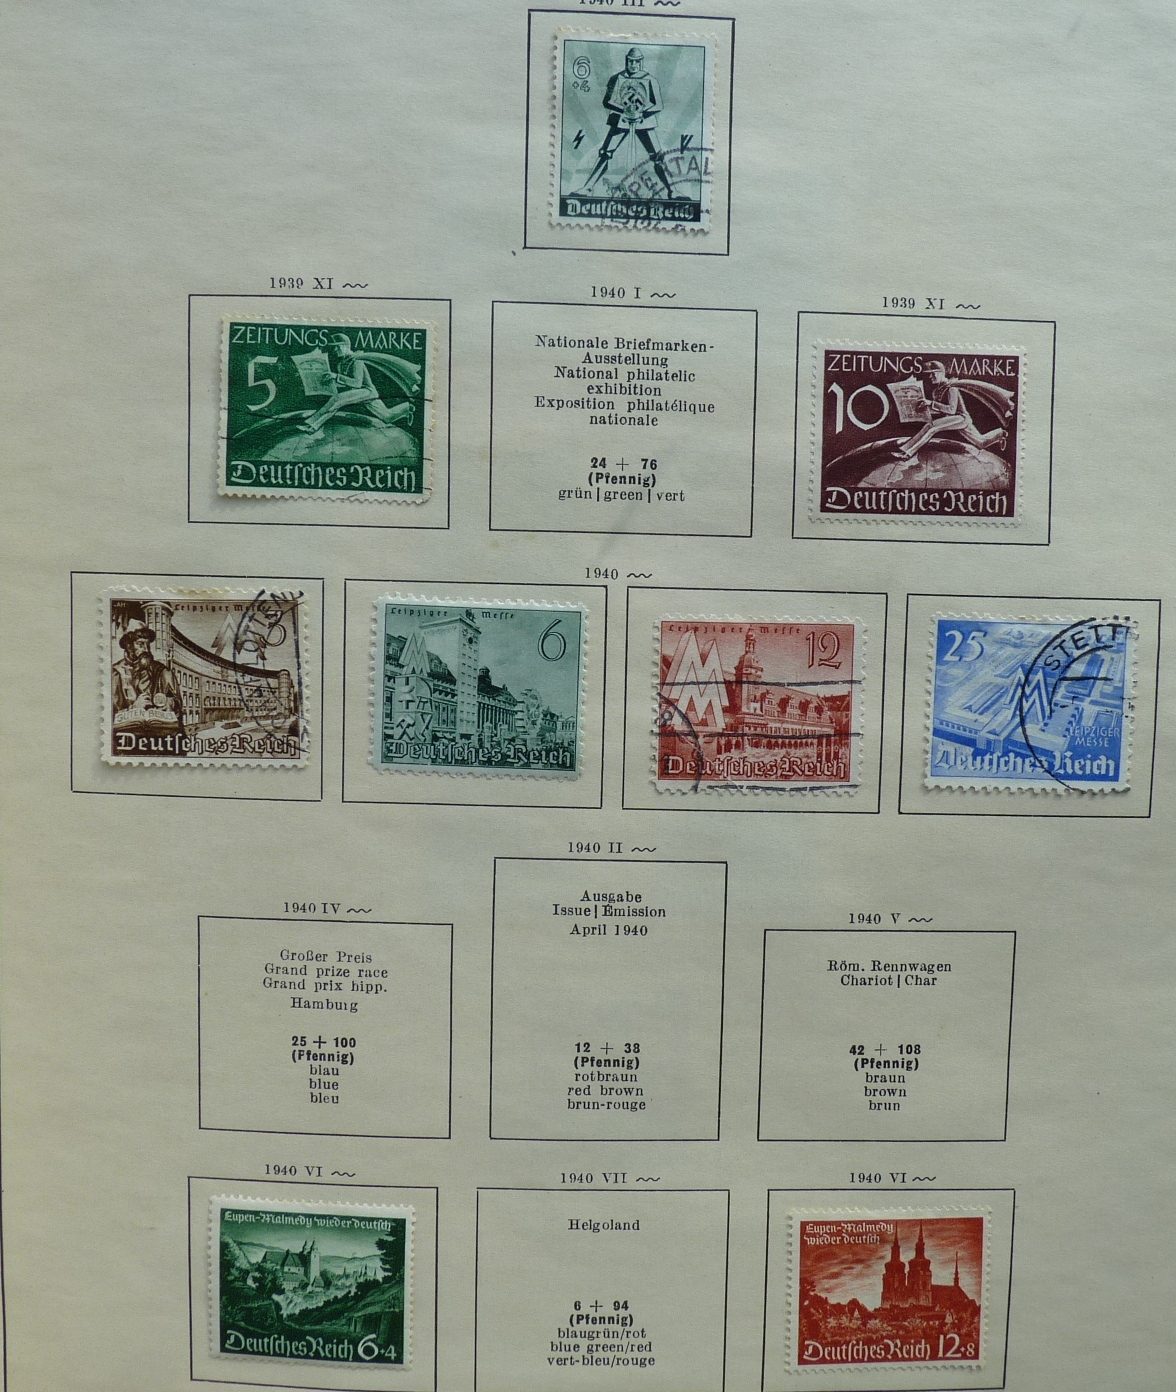 1940 III
6
+4
PERTAL
Deutsches Reich
1939 XI
ZEITUNGS MARKE
5
Deutsches Reich
1940 I
Nationale Briefmarken-
Ausstellung
National philatelic
exhibition
Exposition philatélique
nationale
24 + 76
(Pfennig)
grün | green | vert
1939 XI
ZEITUNGS MARKE
10
Deutsches Reich
1940
Leipziger Messe
3
Deutsches Reich
Leipziger Messe
6
Deutsches Reich
Leipziger Messe
12
Deutsches Reich
25
STETT
LEIPZIGER
MESSE
Deutsches Reich
1940 IV
Großer Preis
Grand prize race
Grand prix hipp.
Hamburg
25 + 100
(Pfennig)
blau
blue
bleu
1940 II
Ausgabe
Issue | Émission
April 1940
12 + 38
(Pfennig)
rotbraun
red brown
brun-rouge
1940 V
Röm. Rennwagen
Chariot | Char
42 + 108
(Pfennig)
braun
brown
brun
1940 VI
Eupen-Malmedy wieder deutsch
Deutsches Reich 6+4
1940 VII
Helgoland
6 + 94
(Pfennig)
blaugrün/rot
blue green/red
vert-bleu/rouge
1940 VI
Eupen-Malmedy
wieder deutsch
Deutsches Reich 12+8